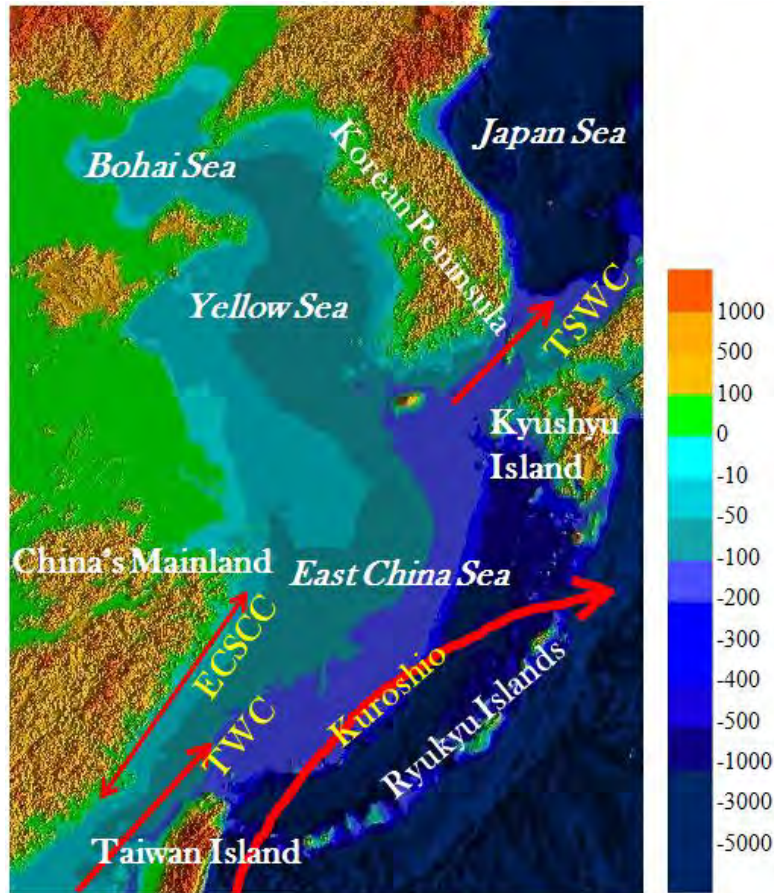 Japan Sea
Bohai Sea
Korean Peninsula
Yellow Sea
TSWC
Kyushyu
Island
China's Mainland
East China Sea
ECSCC
TWC
Kuroshio
Ryukyu Islands
Taiwan Island
1000
500
100
0
-10
-50
-100
-200
-300
-400
-500
-1000
-3000
-5000